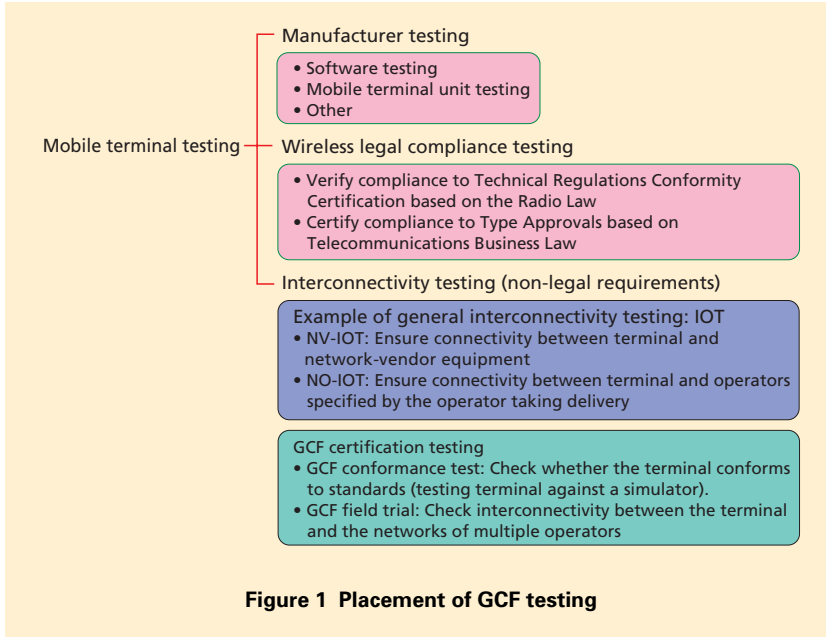 Manufacturer testing
• Software testing
• Mobile terminal unit testing
• Other
Mobile terminal testing
Wireless legal compliance testing
• Verify compliance to Technical Regulations Conformity
Certification based on the Radio Law
• Certify compliance to Type Approvals based on
Telecommunications Business Law
Interconnectivity testing (non-legal requirements)
Example of general interconnectivity testing: IOT
• NV-IOT: Ensure connectivity between terminal and
network-vendor equipment
• NO-IOT: Ensure connectivity between terminal and operators
specified by the operator taking delivery
GCF certification testing
• GCF conformance test: Check whether the terminal conforms
to standards (testing terminal against a simulator).
• GCF field trial: Check interconnectivity between the terminal
and the networks of multiple operators
Figure 1 Placement of GCF testing